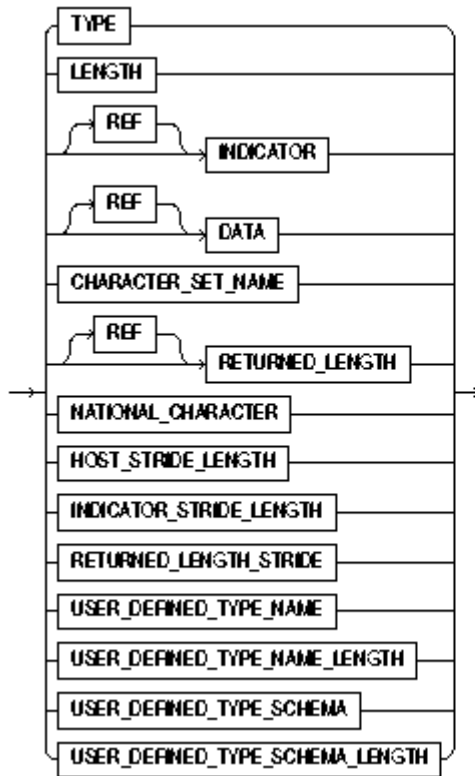 TYPE
LENGTH
REF
INDICATOR
REF
DATA
CHARACTER_SET_NAME
REF
RETURNED_LENGTH
NATIONAL_CHARACTER
HOST_STRIDE_LENGTH
INDICATOR_STRIDE_LENGTH
RETURNED_LENGTH_STRIDE
USER_DEFINED_TYPE_NAME
USER_DEFINED_TYPE_NAME_LENGTH
USER_DEFINED_TYPE_SCHEMA
USER_DEFINED_TYPE_SCHEMA_LENGTH